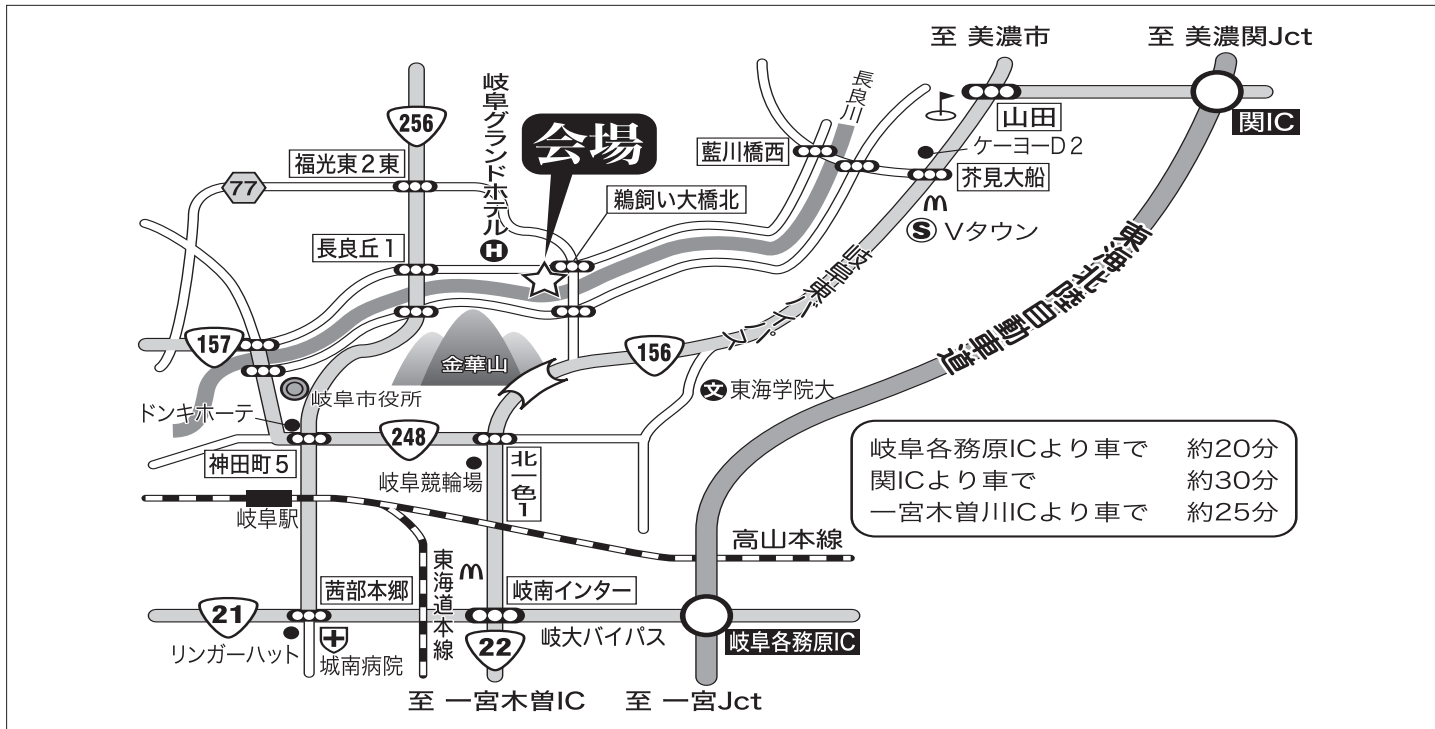 至 美濃市
至 美濃関Jct
256
岐阜グランドホテル
会場
長良川
山田
関IC
福光東2東
藍川橋西
ケーヨーD2
77
鵜飼い大橋北
芥見大船
長良丘1
H
S Vタウン
岐阜東バイパス
東海北陸自動車道
157
金華山
156
岐阜市役所
文 東海学院大
ドンキホーテ
248
神田町5
岐阜競輪場
北一色1
岐阜各務原ICより車で 約20分
関ICより車で 約30分
一宮木曽川ICより車で 約25分
岐阜駅
高山本線
東海道本線
茜部本郷
岐南インター
21
22
岐大バイパス
岐阜各務原IC
リンガーハット
城南病院
至 一宮木曽IC
至 一宮Jct